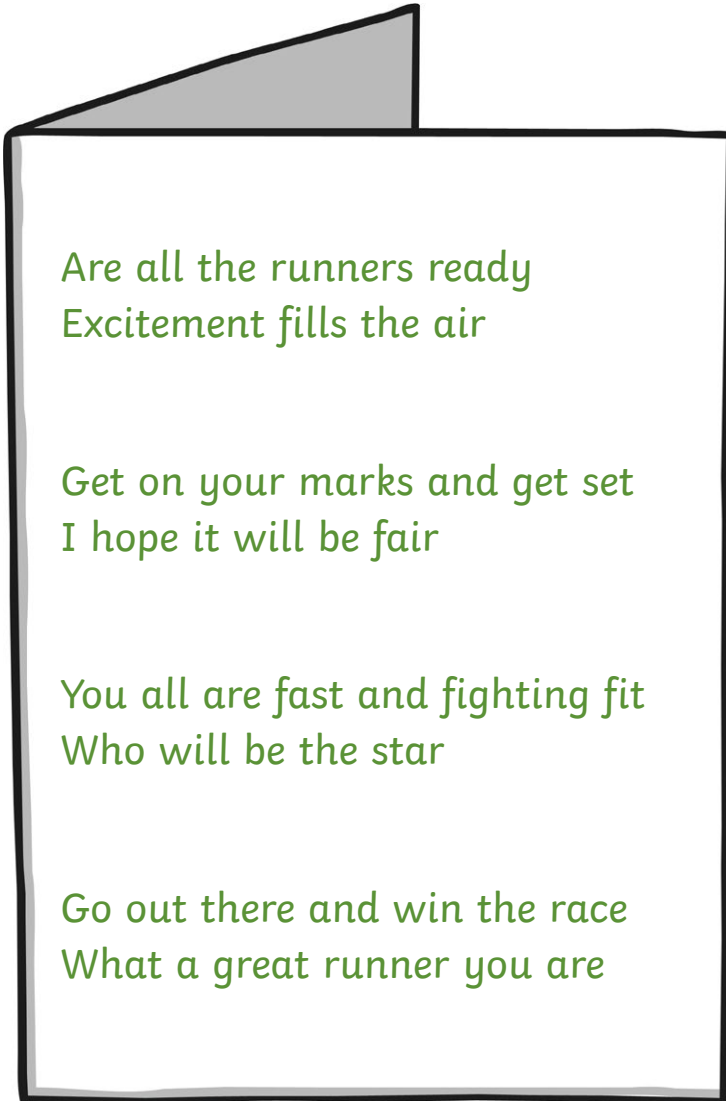 Are all the runners ready
Excitement fills the air
Get on your marks and get set
I hope it will be fair
You all are fast and fighting fit
Who will be the star
Go out there and win the race
What a great runner you are